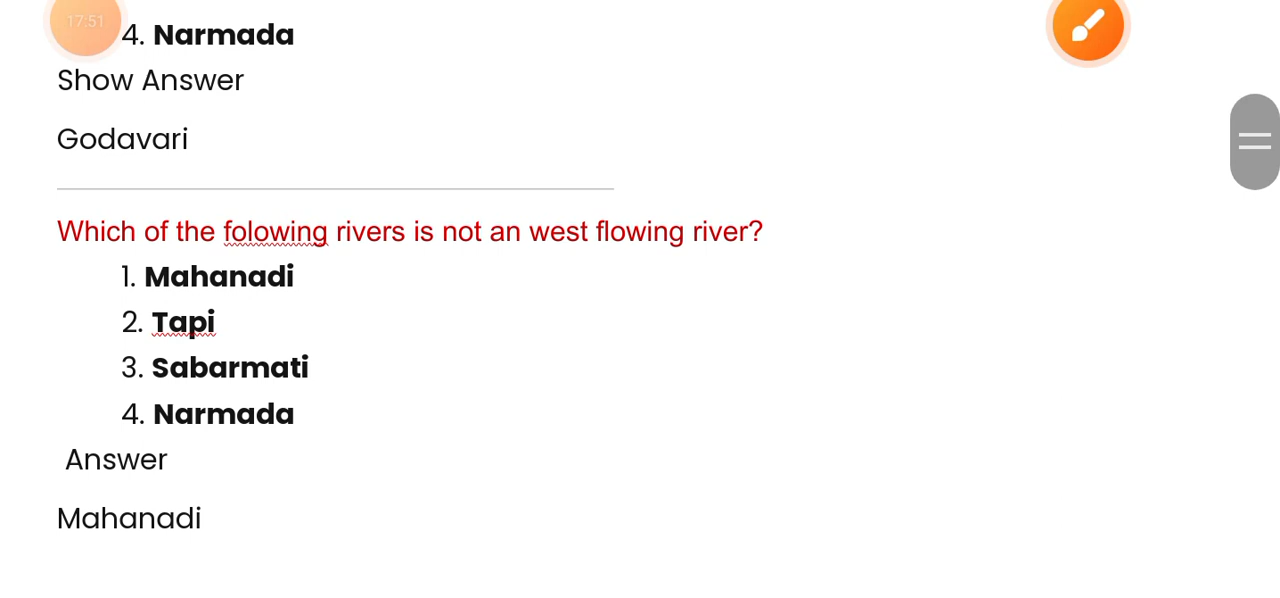 17:51
4. Narmada
Show Answer
Godavari
Which of the folowing rivers is not an west flowing river?
1. Mahanadi
2. Tapi
3. Sabarmati
4. Narmada
Answer
Mahanadi